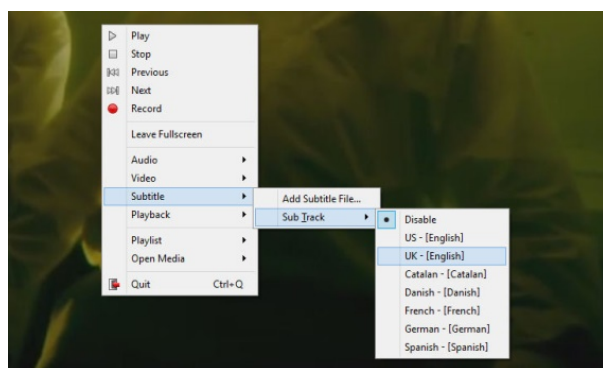 Play
Stop
Previous
Next
Record
Leave Fullscreen
Audio
Video
Subtitle
Playback
Playlist
Open Media
Quit Ctrl+Q
Add Subtitle File...
Sub Track
Disable
US - [English]
UK - [English]
Catalan - [Catalan]
Danish - [Danish]
French - [French]
German - [German]
Spanish - [Spanish]